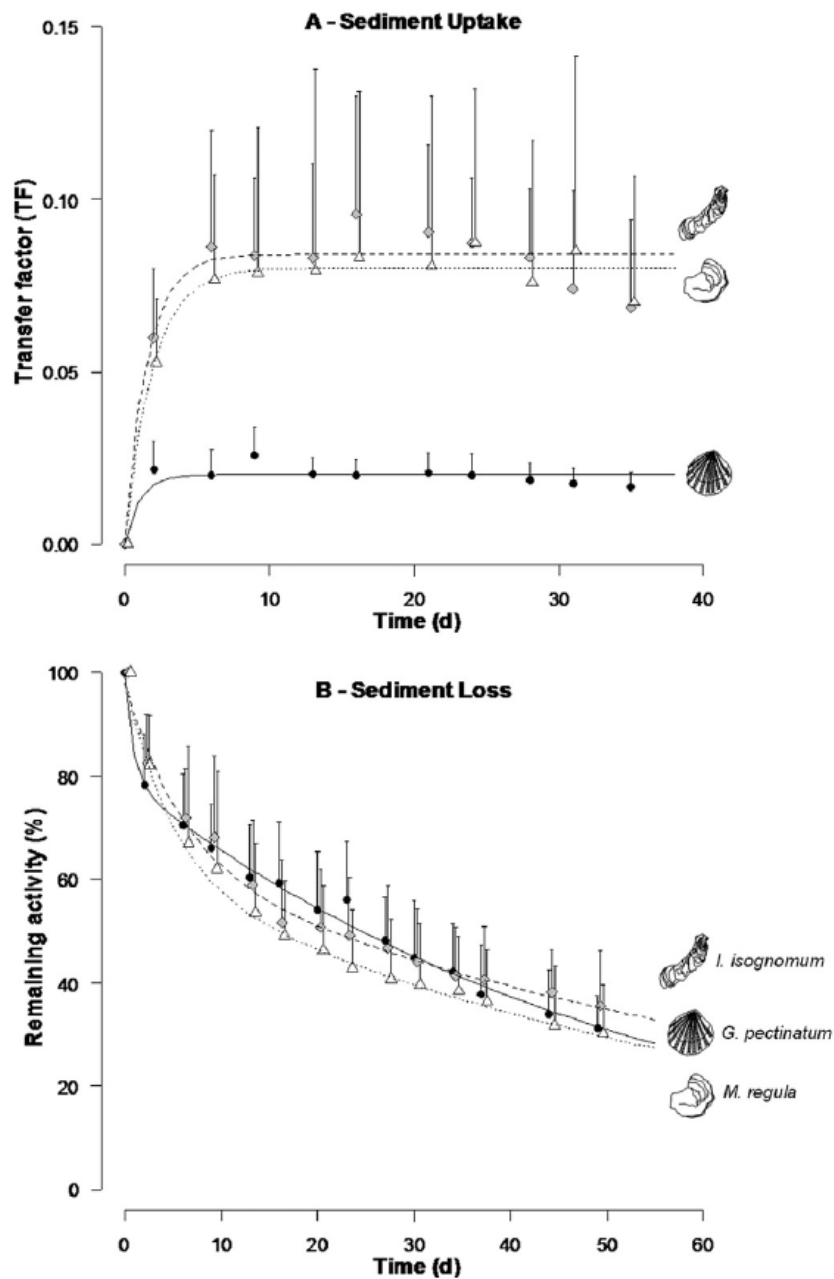 A - Sediment Uptake
Transfer factor (TF)
0.15
0.10
0.05
0.00
0 10 20 30 40
Time (d)
B - Sediment Loss
Remaining activity (%)
100
80
60
40
20
0
I. isognomum
G. pectinatum
M. regula
0 10 20 30 40 50 60
Time (d)